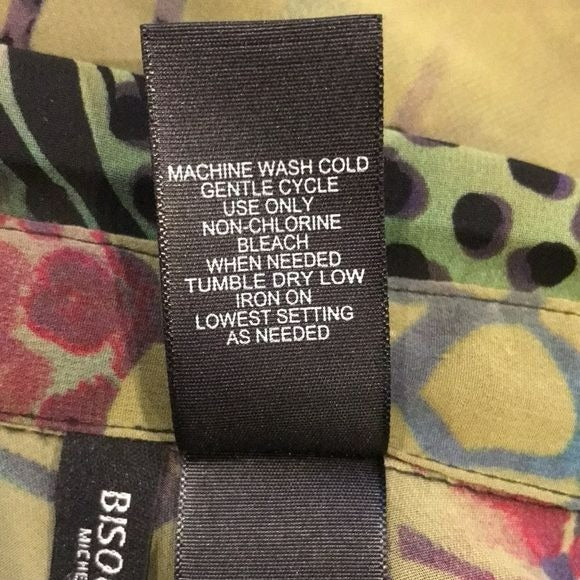 MACHINE WASH COLD
GENTLE CYCLE
USE ONLY
NON-CHLORINE
BLEACH
WHEN NEEDED
TUMBLE DRY LOW
IRON ON
LOWEST SETTING
AS NEEDED